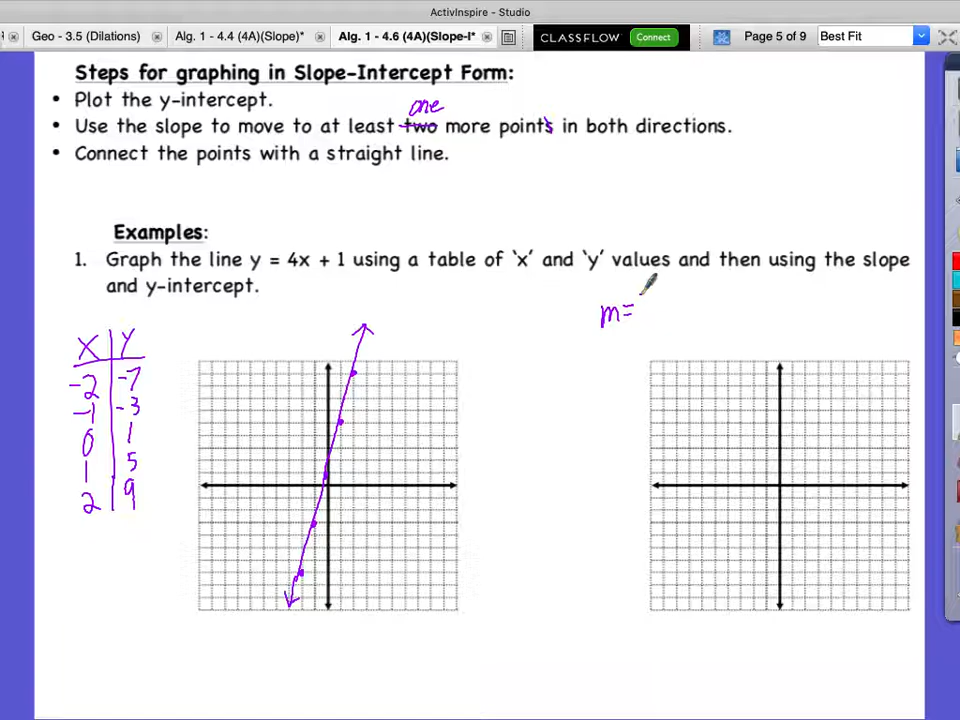 ActivInspire - Studio
Geo - 3.5 (Dilations)
Alg. 1 - 4.4 (4A)(Slope)*
Alg. 1 - 4.6 (4A)(Slope-I*
CLASSFLOW
Connect
Page 5 of 9
Best Fit
Steps for graphing in Slope-Intercept Form:
• Plot the y-intercept.
one
• Use the slope to move to at least two more points in both directions.
• Connect the points with a straight line.
Examples:
1. Graph the line y = 4x + 1 using a table of ‘x’ and ‘y’ values and then using the slope
and y-intercept.
m=
X Y
-2 -7
-1 -3
0 1
1 5
2 9